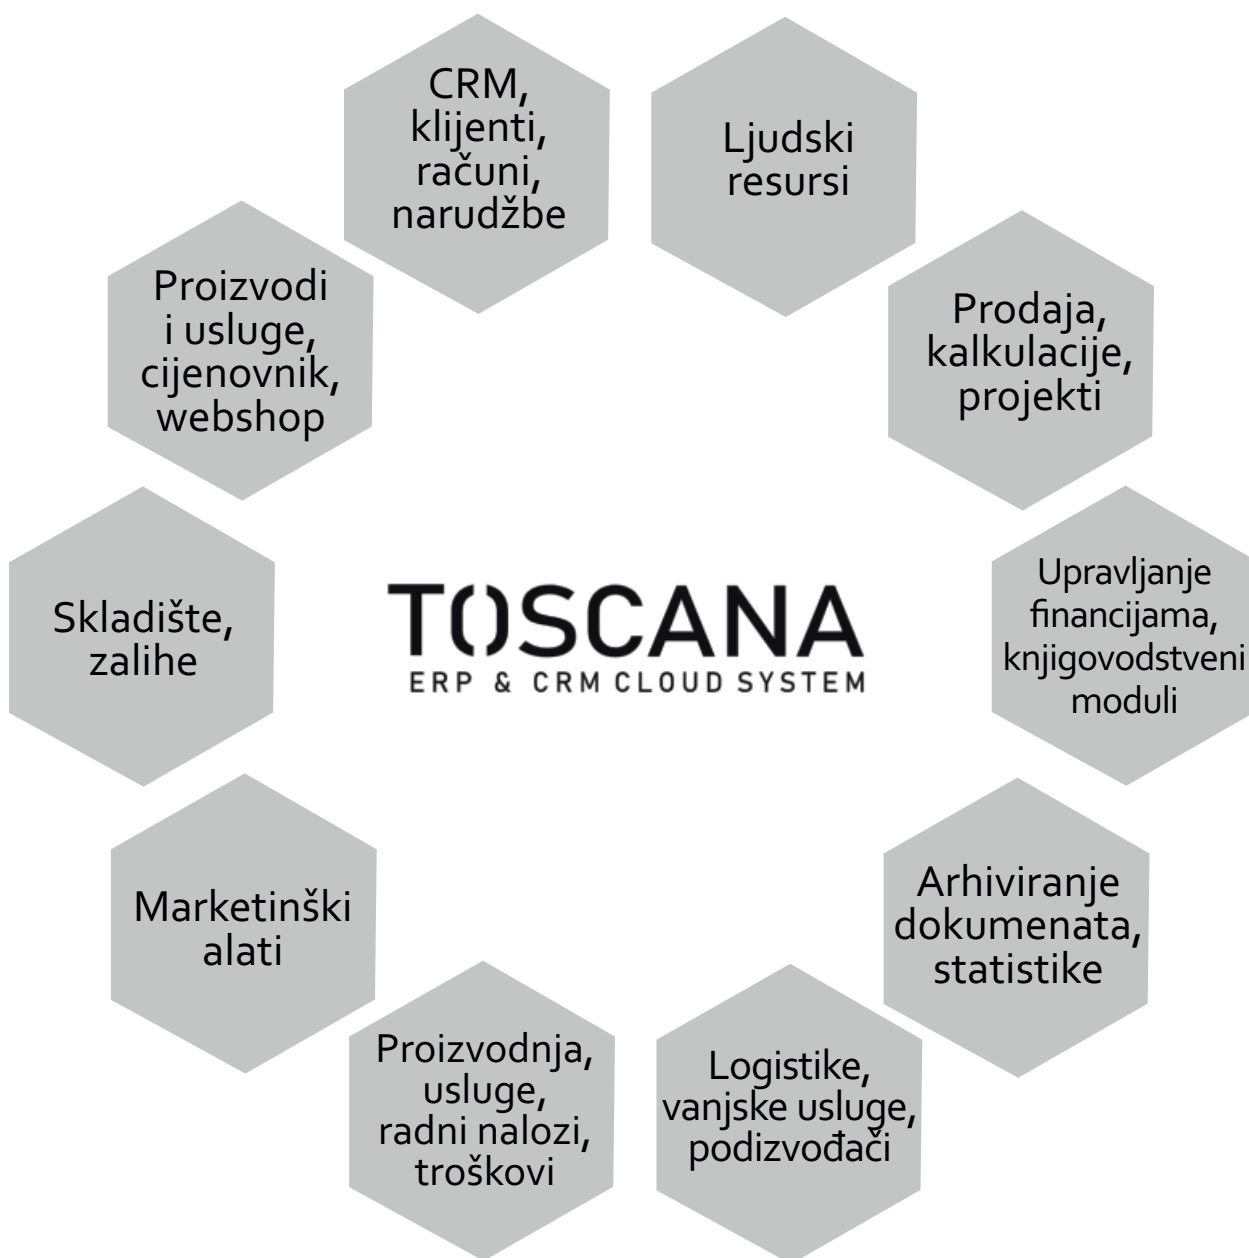 CRM,
klijenti,
računi,
narudžbe
Ljudski
resursi
Proizvodi
i usluge,
cijenovnik,
webshop
Prodaja,
kalkulacije,
projekti
Skladište,
zalihe
TOSCANA
ERP & CRM CLOUD SYSTEM
Upravljanje
financijama,
knjigovodstveni
moduli
Marketinški
alati
Arhiviranje
dokumenata,
statistike
Proizvodnja,
usluge,
radni nalozi,
troškovi
Logistike,
vanjske usluge,
podizvođači